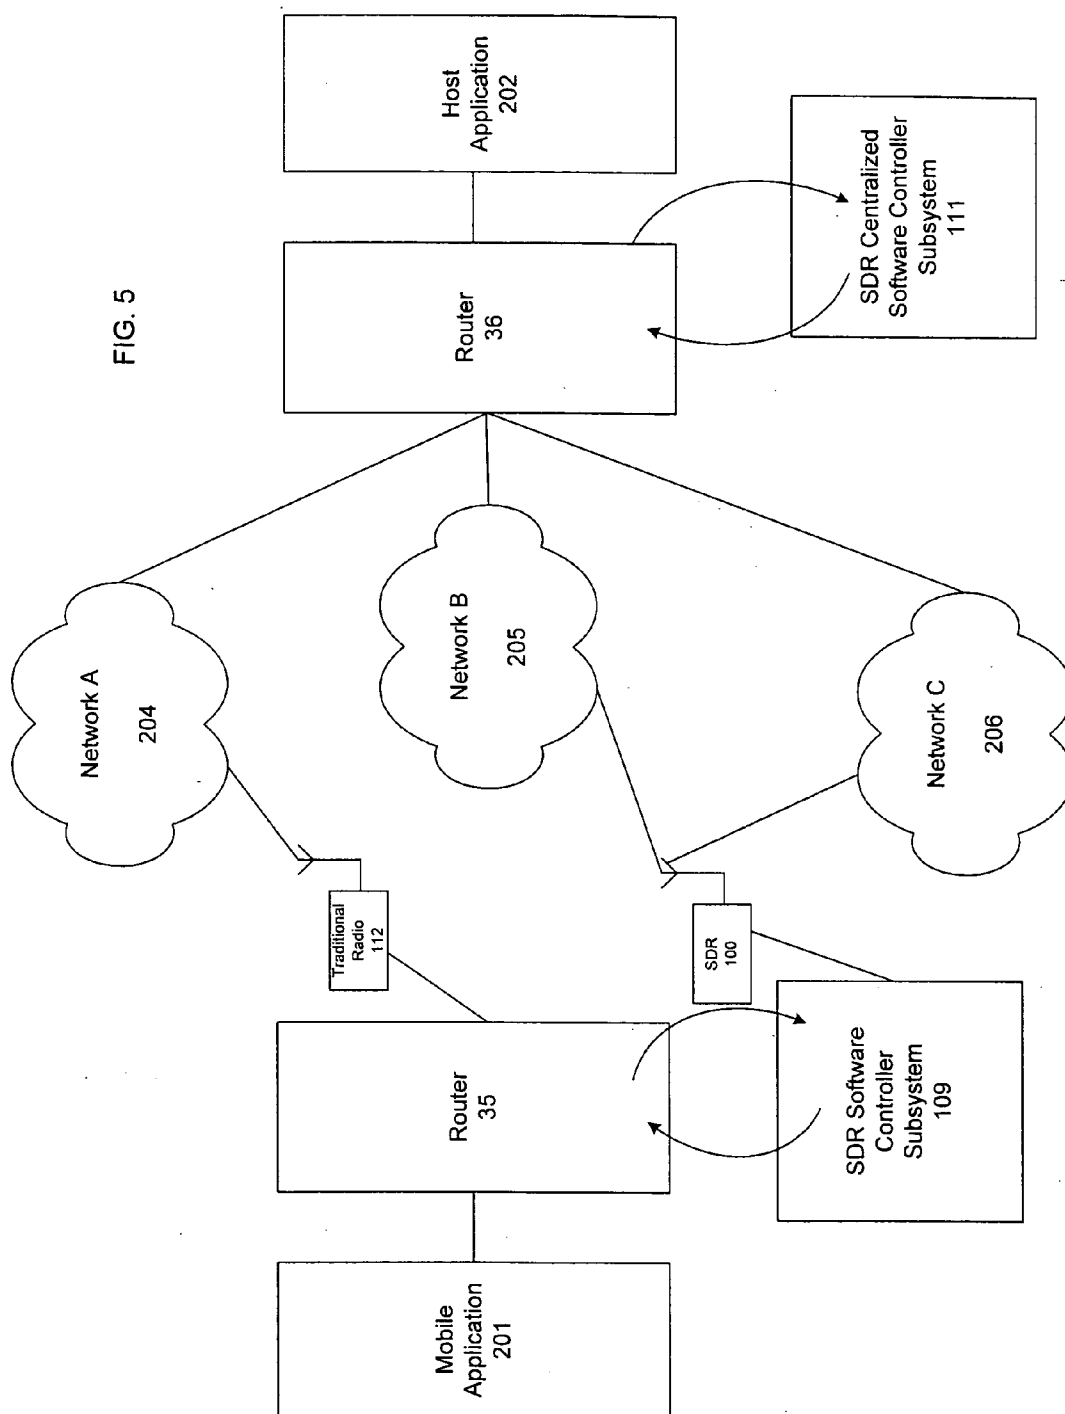 FIG. 5
Mobile
Application
201
Router
35
SDR Software
Controller
Subsystem
109
Traditional
Radio
112
SDR
100
Network A
204
Network B
205
Network C
206
Router
36
SDR Centralized
Software Controller
Subsystem
111
Host
Application
202